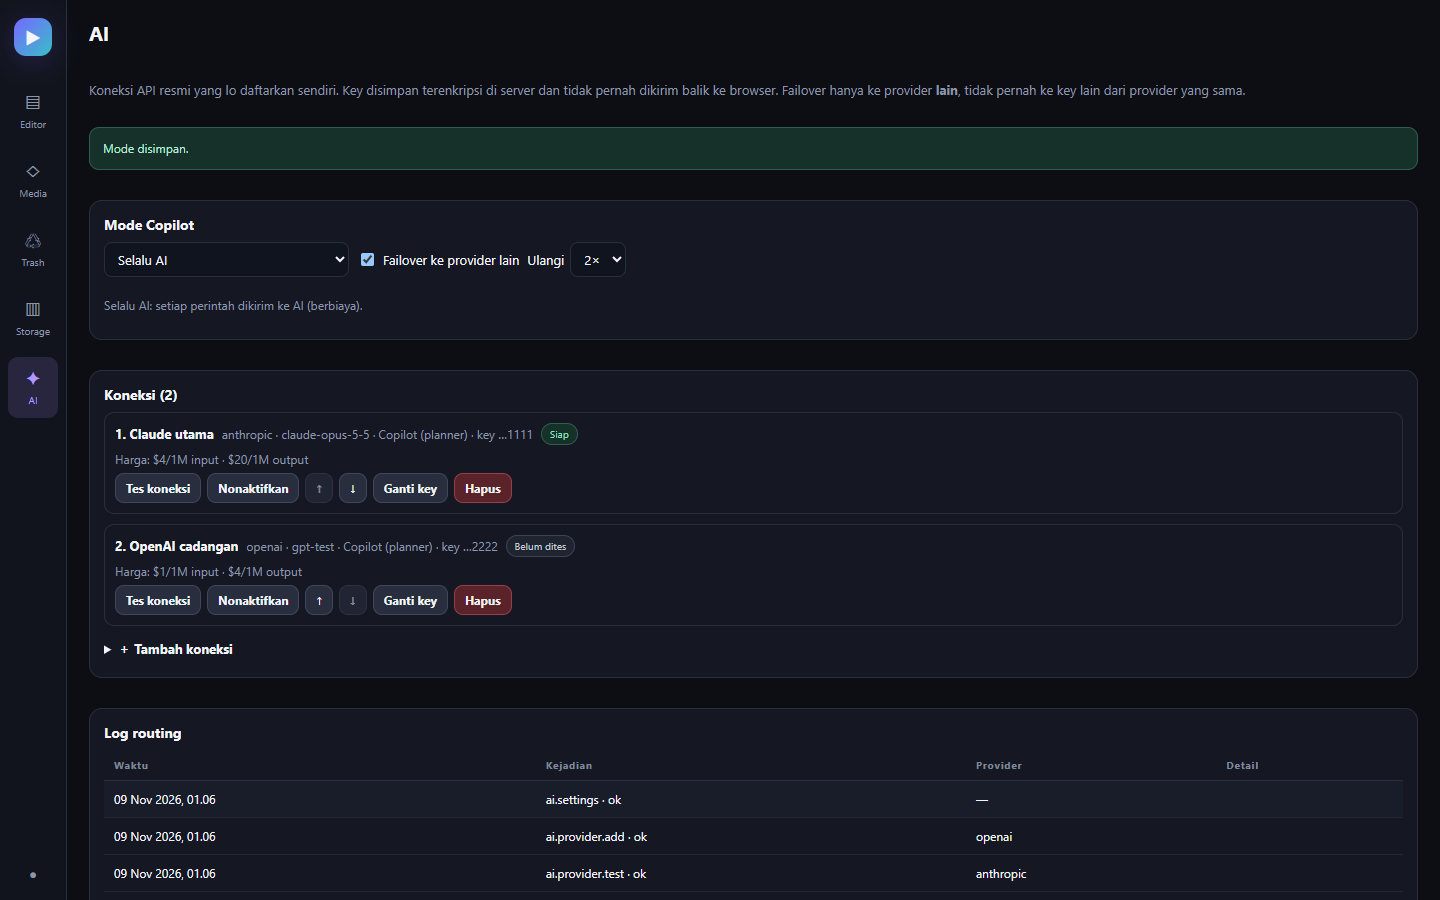 AI
Koneksi API resmi yang lo daftarkan sendiri. Key disimpan terenkripsi di server dan tidak pernah dikirim balik ke browser. Failover hanya ke provider lain, tidak pernah ke key lain dari provider yang sama.
Mode disimpan.
Mode Copilot
Selalu AI
Failover ke provider lain Ulangi 2×
Selalu AI: setiap perintah dikirim ke AI (berbiaya).
Editor
Media
Trash
Storage
AI
Koneksi (2)
1. Claude utama anthropic · claude-opus-5-5 · Copilot (planner) · key …1111 Siap
Harga: $4/1M input · $20/1M output
Tes koneksi Nonaktifkan ↑ ↓ Ganti key Hapus
2. OpenAI cadangan openai · gpt-test · Copilot (planner) · key …2222 Belum dites
Harga: $1/1M input · $4/1M output
Tes koneksi Nonaktifkan ↑ ↓ Ganti key Hapus
+ Tambah koneksi
Log routing
Waktu Kejadian Provider Detail
09 Nov 2026, 01.06 ai.settings · ok —
09 Nov 2026, 01.06 ai.provider.add · ok openai
09 Nov 2026, 01.06 ai.provider.test · ok anthropic